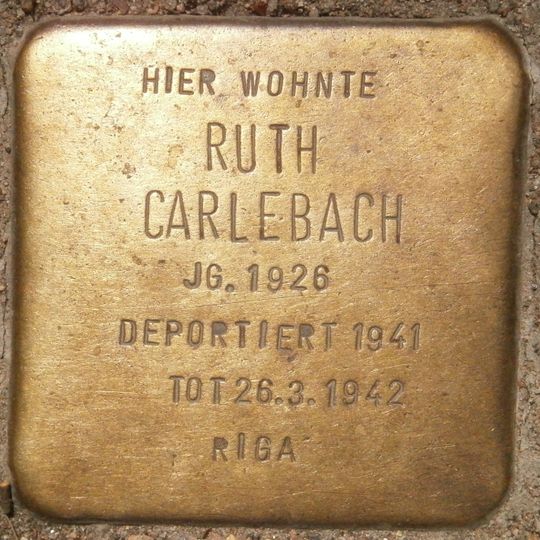 HIER WOHNTE
RUTH
CARLEBACH
JG. 1926
DEPORTIERT 1941
TOT 26.3. 1942
RIGA